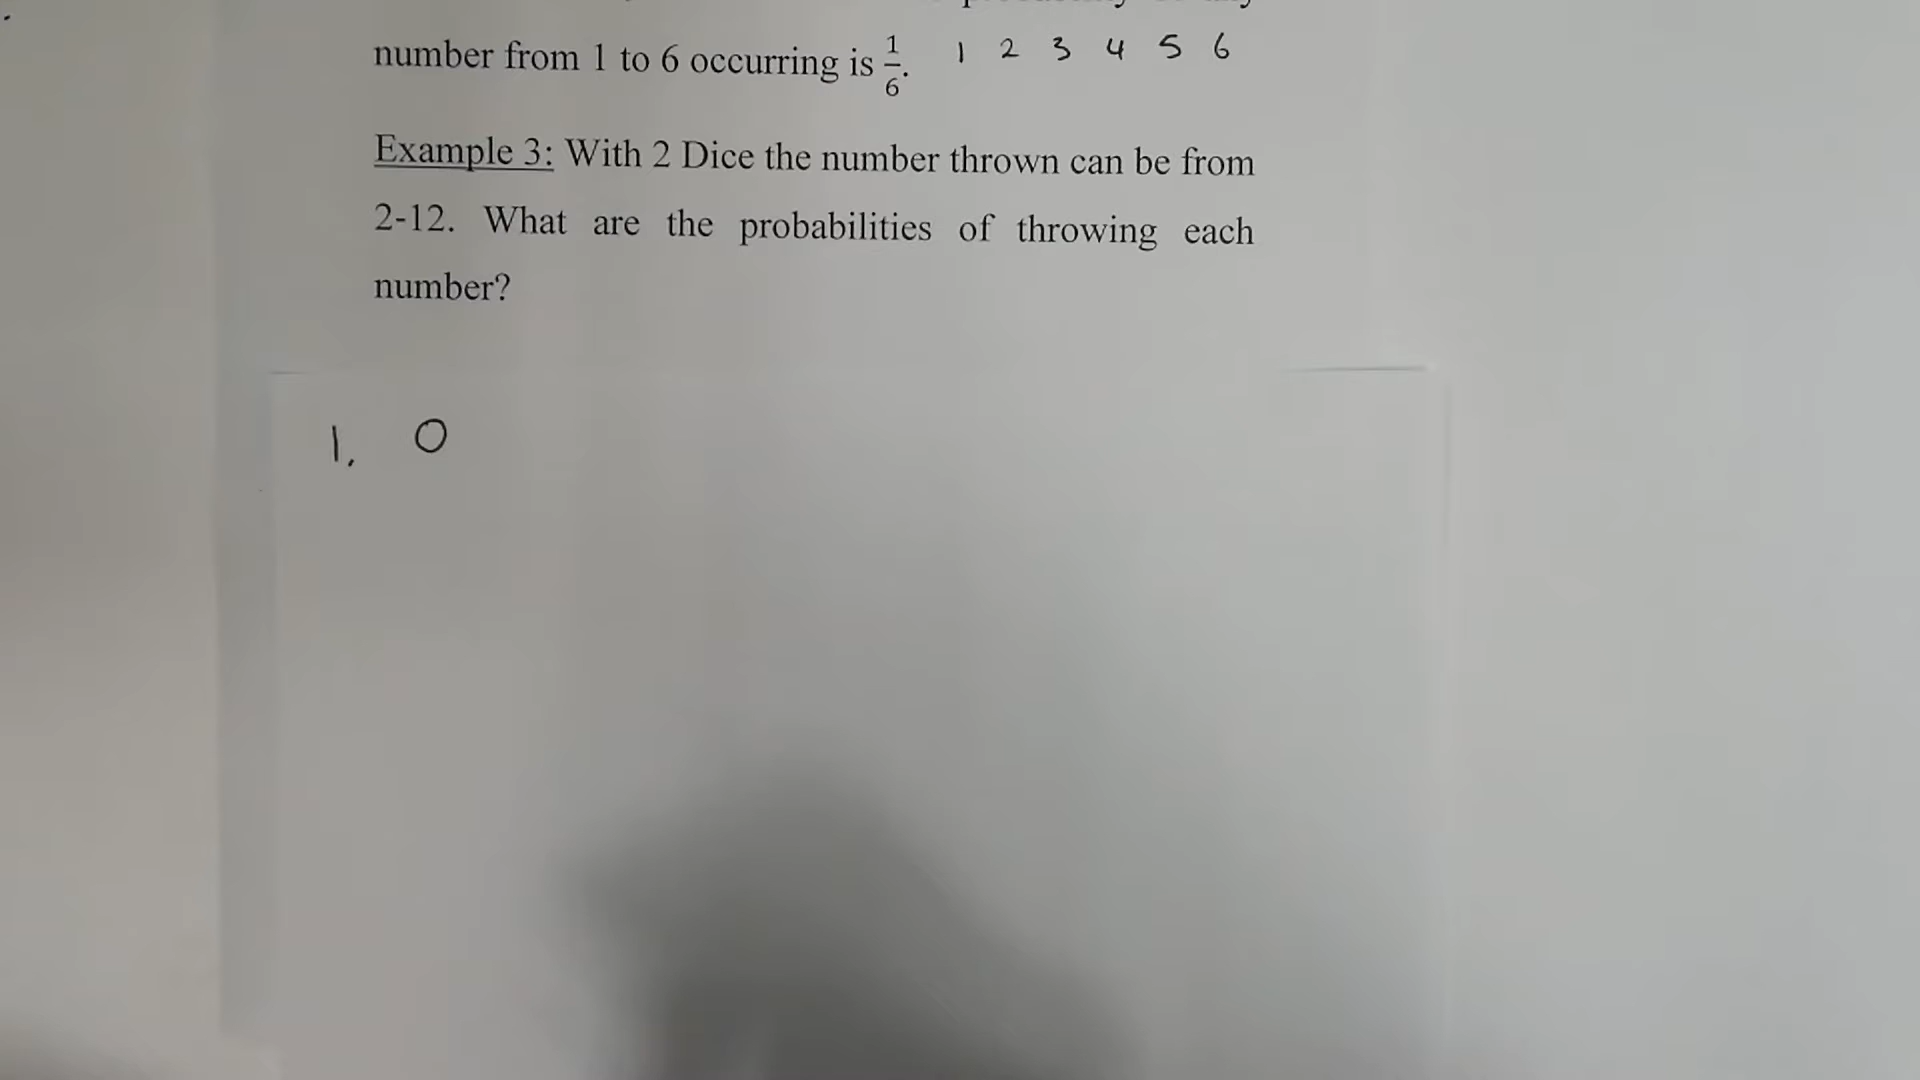 number from 1 to 6 occurring is 1/6. 1 2 3 4 5 6
Example 3: With 2 Dice the number thrown can be from
2-12. What are the probabilities of throwing each
number?
1. 0